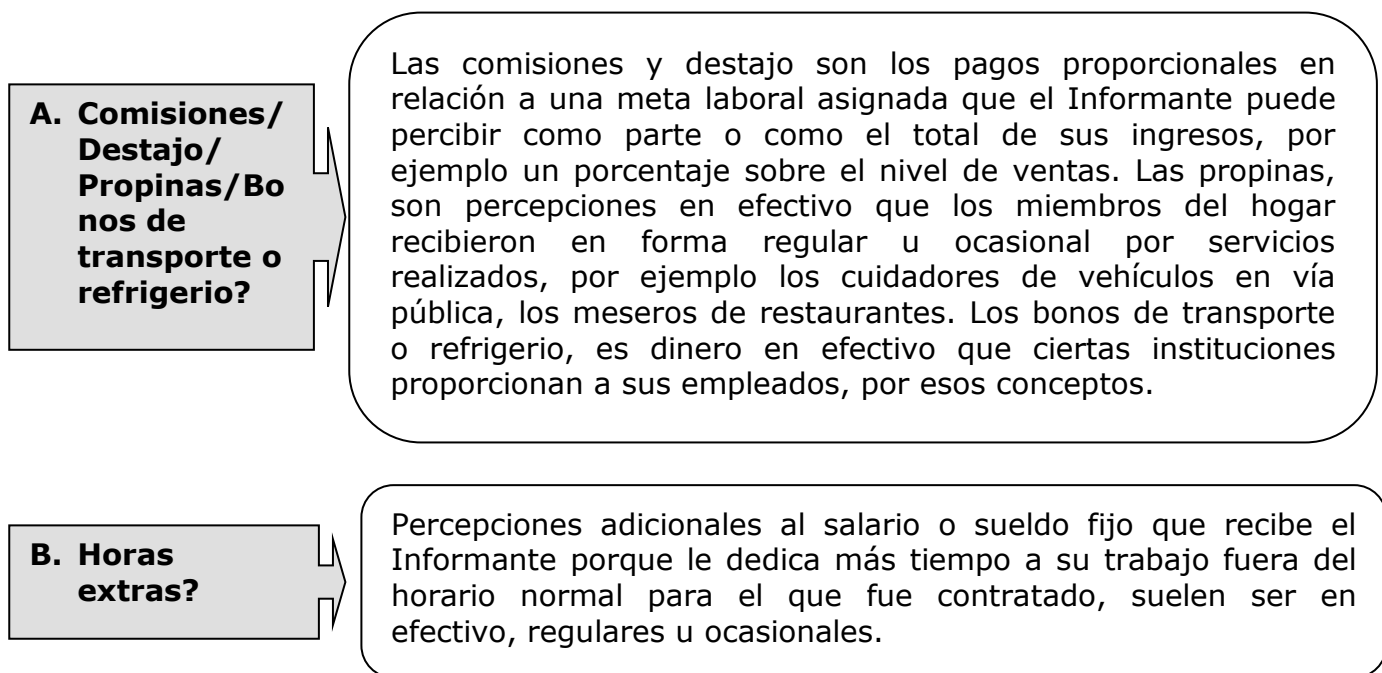 A. Comisiones/
Destajo/
Propinas/Bo
nos de
transporte o
refrigerio?
Las comisiones y destajo son los pagos proporcionales en
relación a una meta laboral asignada que el Informante puede
percibir como parte o como el total de sus ingresos, por
ejemplo un porcentaje sobre el nivel de ventas. Las propinas,
son percepciones en efectivo que los miembros del hogar
recibieron en forma regular u ocasional por servicios
realizados, por ejemplo los cuidadores de vehículos en vía
pública, los meseros de restaurantes. Los bonos de transporte
o refrigerio, es dinero en efectivo que ciertas instituciones
proporcionan a sus empleados, por esos conceptos.
B. Horas
extras?
Percepciones adicionales al salario o sueldo fijo que recibe el
Informante porque le dedica más tiempo a su trabajo fuera del
horario normal para el que fue contratado, suelen ser en
efectivo, regulares u ocasionales.